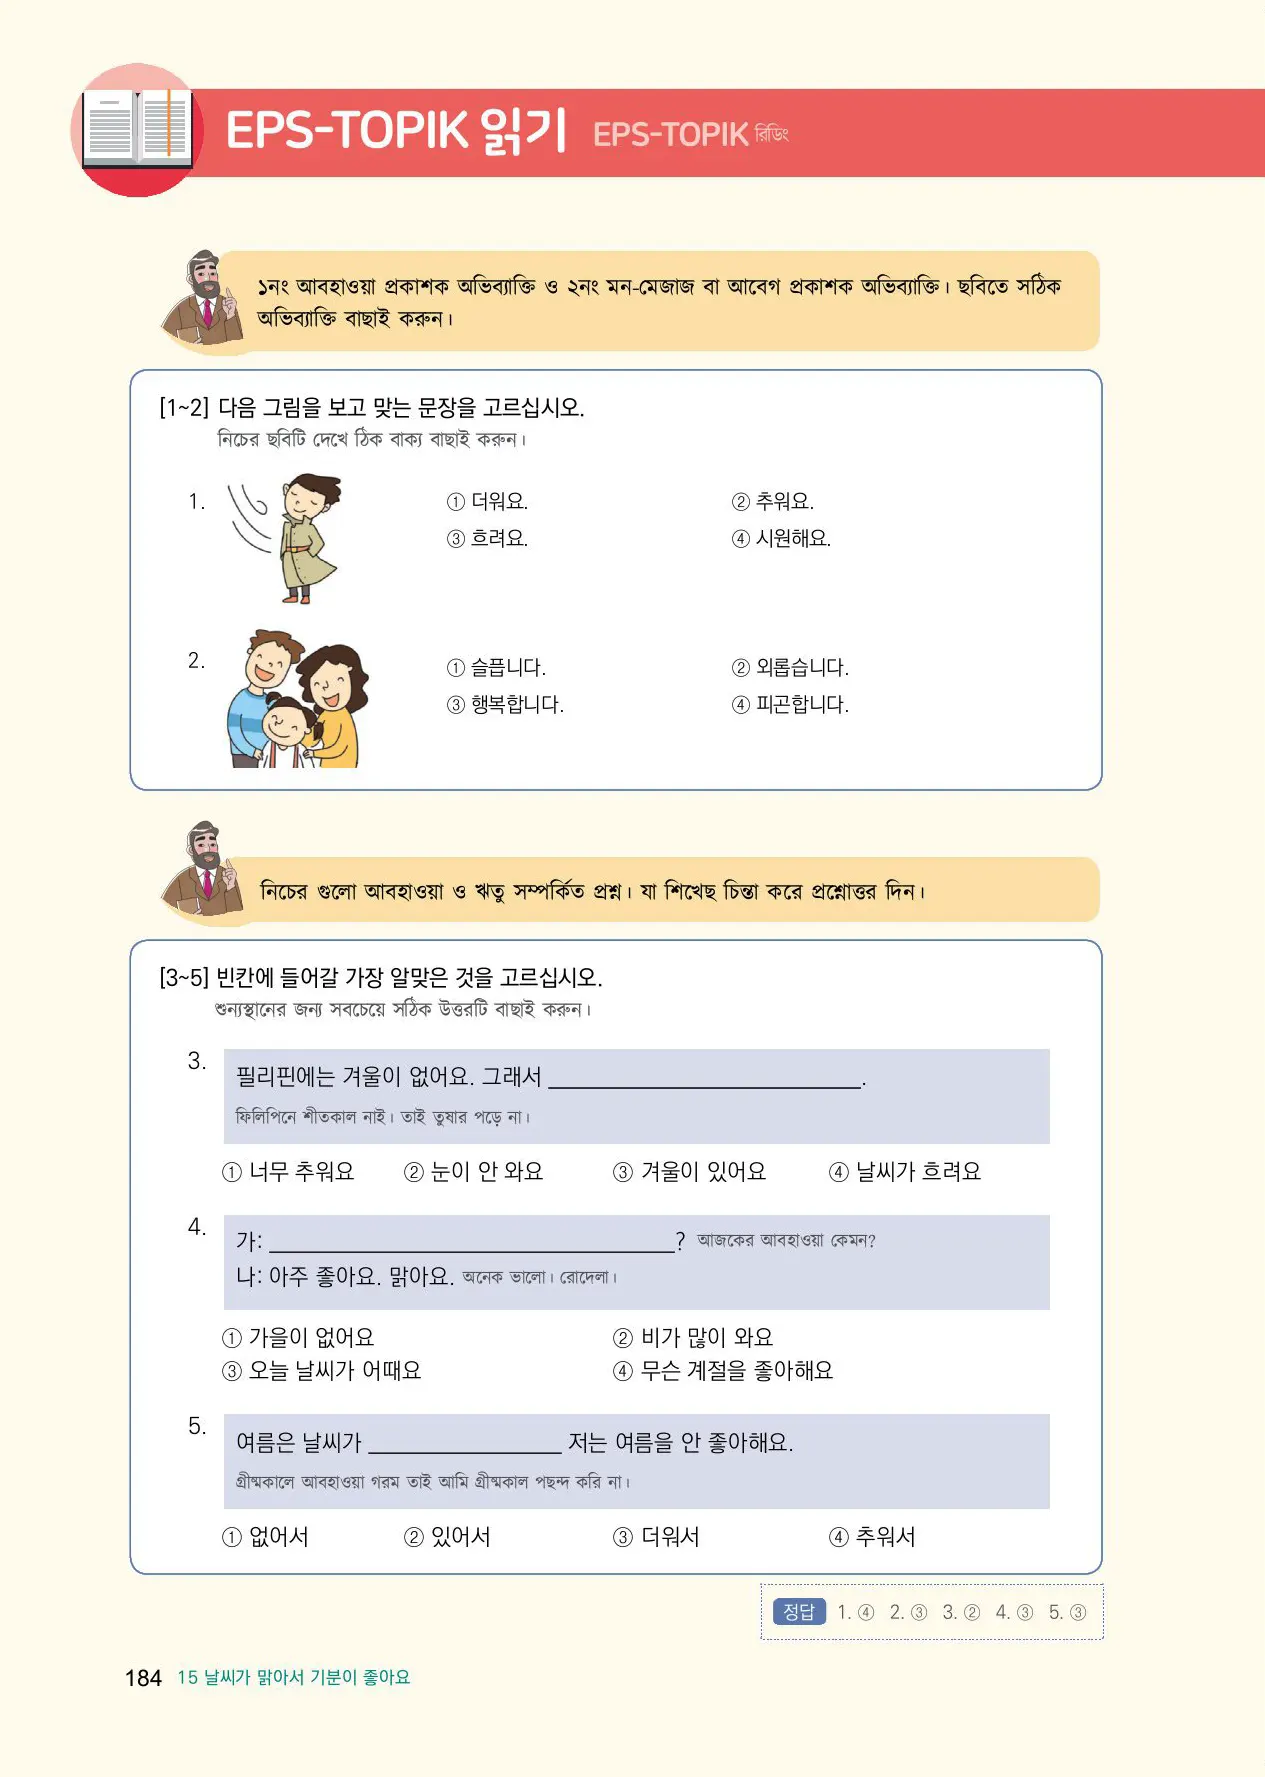 EPS-TOPIK 읽기 EPS-TOPIK রিডিং
১নং আবহাওয়া প্রকাশক অভিব্যাক্তি ও ২নং মন-মেজাজ বা আবেগ প্রকাশক অভিব্যাক্তি। ছবিতে সঠিক
অভিব্যাক্তি বাছাই করুন।
[1~2] 다음 그림을 보고 맞는 문장을 고르십시오.
নিচের ছবিটি দেখে ঠিক বাক্য বাছাই করুন।
1. ① 더워요. ② 추워요.
③ 흐려요. ④ 시원해요.
2. ① 슬픕니다. ② 외롭습니다.
③ 행복합니다. ④ 피곤합니다.
নিচের গুলো আবহাওয়া ও ঋতু সম্পর্কিত প্রশ্ন। যা শিখেছ চিন্তা করে প্রশ্নোত্তর দিন।
[3~5] 빈칸에 들어갈 가장 알맞은 것을 고르십시오.
শুন্যস্থানের জন্য সবচেয়ে সঠিক উত্তরটি বাছাই করুন।
3. 필리핀에는 겨울이 없어요. 그래서 ______________.
ফিলিপিনে শীতকাল নাই। তাই তুষার পড়ে না।
① 너무 추워요 ② 눈이 안 와요 ③ 겨울이 있어요 ④ 날씨가 흐려요
4. 가: ______________? আজকের আবহাওয়া কেমন?
나: 아주 좋아요. 맑아요. অনেক ভালো। রোদেলা।
① 가을이 없어요 ② 비가 많이 와요
③ 오늘 날씨가 어때요 ④ 무슨 계절을 좋아해요
5. 여름은 날씨가 ______________ 저는 여름을 안 좋아해요.
গ্রীষ্মকালে আবহাওয়া গরম তাই আমি গ্রীষ্মকাল পছন্দ করি না।
① 없어서 ② 있어서 ③ 더워서 ④ 추워서
정답 1. ④ 2. ③ 3. ② 4. ③ 5. ③
184 15 날씨가 맑아서 기분이 좋아요